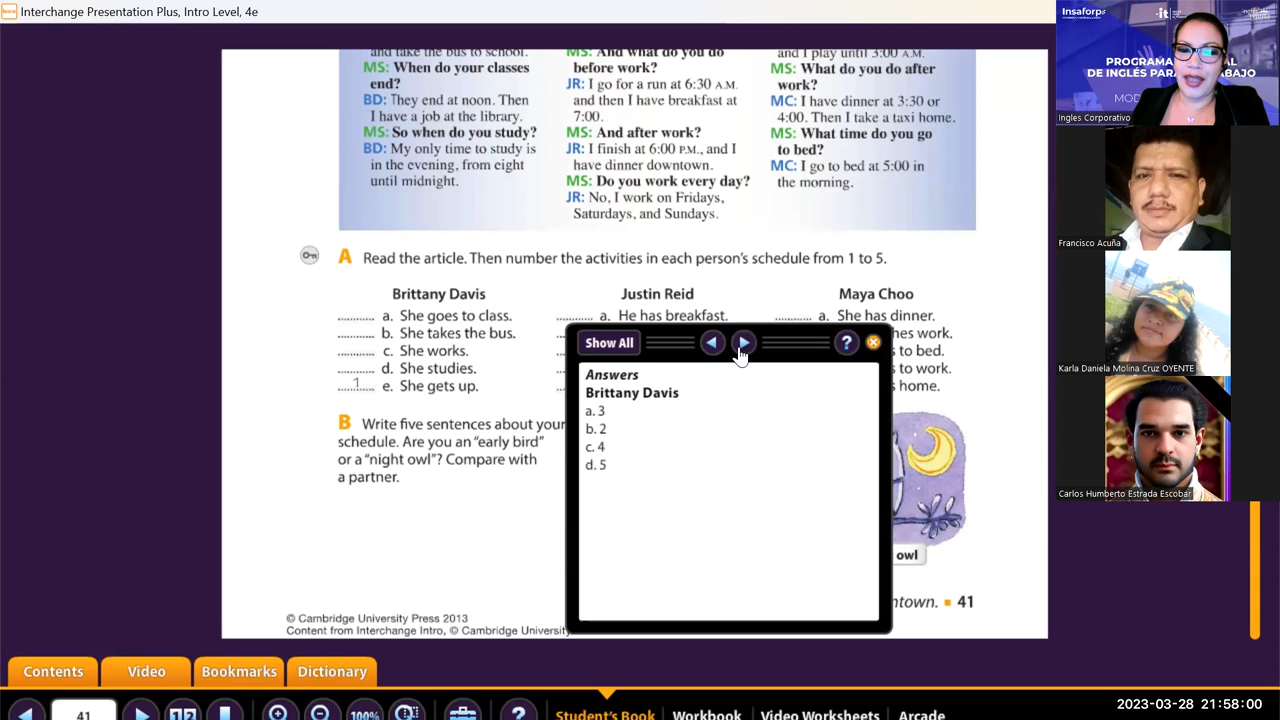 Interchange Presentation Plus, Intro Level, 4e
and take the bus to school.
MS: When do your classes
end?
BD: They end at noon. Then
I have a job at the library.
MS: So when do you study?
BD: My only time to study is
in the evening, from eight
until midnight.
MS: And what do you do
before work?
JR: I go for a run at 6:30 A.M.
and then I have breakfast at
7:00.
MS: And after work?
JR: I finish at 6:00 P.M., and I
have dinner downtown.
MS: Do you work every day?
JR: No, I work on Fridays,
Saturdays, and Sundays.
and I play until 3:00 A.M.
MS: What do you do after
work?
MC: I have dinner at 3:30 or
4:00. Then I take a taxi home.
MS: What time do you go
to bed?
MC: I go to bed at 5:00 in
the morning.
A Read the article. Then number the activities in each person's schedule from 1 to 5.
Brittany Davis
a. She goes to class.
b. She takes the bus.
c. She works.
d. She studies.
1 e. She gets up.
Justin Reid
a. He has breakfast.
Maya Choo
a. She has dinner.
hes work.
s to bed.
s to work.
s home.
B Write five sentences about your
schedule. Are you an "early bird"
or a "night owl"? Compare with
a partner.
Show All
?
Answers
Brittany Davis
a. 3
b. 2
c. 4
d. 5
owl
ntown. ▪ 41
© Cambridge University Press 2013
Content from Interchange Intro, © Cambridge University
Contents
Video
Bookmarks
Dictionary
41
100%
?
Student's Book
Workbook
Video Worksheets
Arcade
Insaforp
it
PROGRAMA
AL
DE INGLÉS PARA
BAJO
MOD
Ingles Corporativo
Francisco Acuña
Karla Daniela Molina Cruz OYENTE
Carlos Humberto Estrada Escobar
2023-03-28 21:58:00